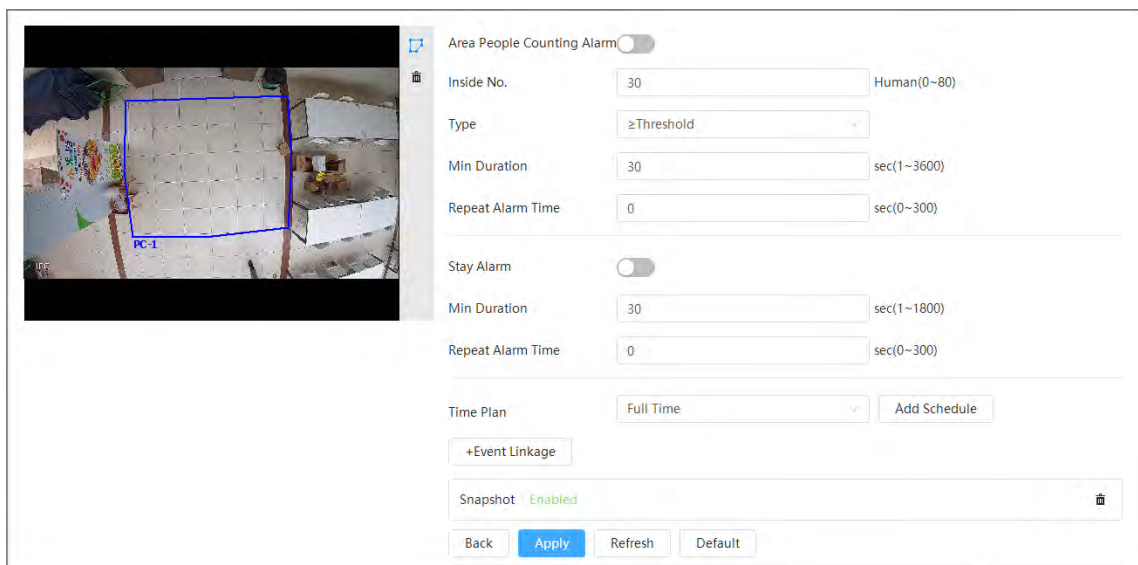 Area People Counting Alarm
Inside No. 30 Human(0~80)
Type ≥Threshold
Min Duration 30 sec(1~3600)
Repeat Alarm Time 0 sec(0~300)
PC-1
Stay Alarm
Min Duration 30 sec(1~1800)
Repeat Alarm Time 0 sec(0~300)
Time Plan Full Time Add Schedule
+Event Linkage
Snapshot Enabled
Back Apply Refresh Default